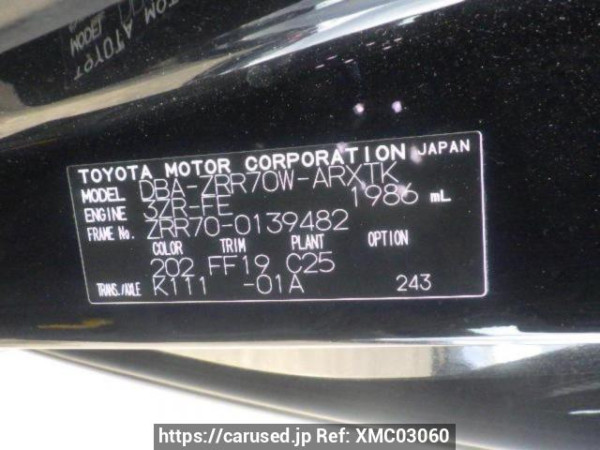 TOYOTA MOTOR CORPORATION JAPAN
MODEL DBA-ZRR70W-ARXTK
ENGINE 3ZR-FE 1986 mL
FRAME No. ZRR70-0139482
COLOR TRIM PLANT OPTION
202 FF19 C25
TRANS./AXLE K111 -01A 243
https://carused.jp Ref: XMC03060